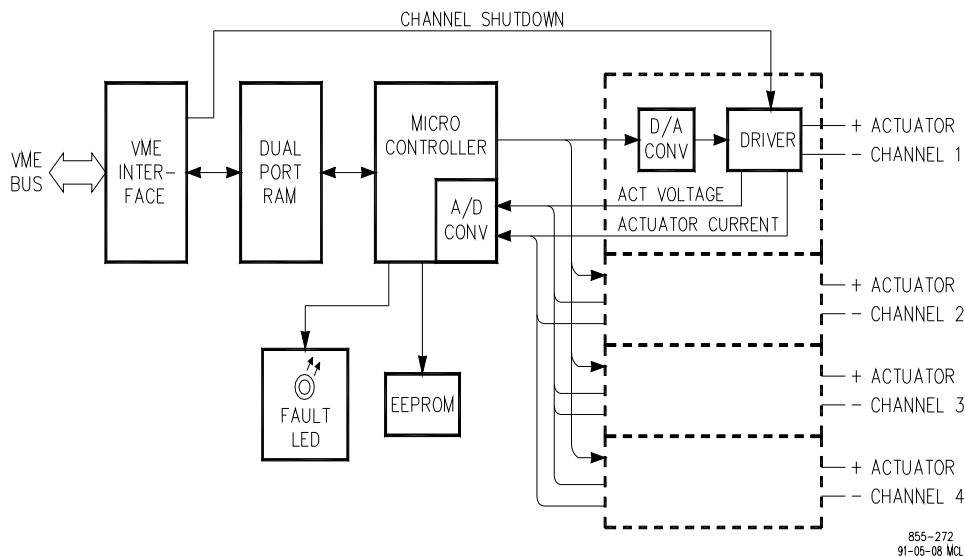 CHANNEL SHUTDOWN
VME
BUS
VME
INTER-
FACE
DUAL
PORT
RAM
MICRO
CONTROLLER
A/D
CONV
D/A
CONV
DRIVER
+ ACTUATOR
- CHANNEL 1
ACT VOLTAGE
ACTUATOR CURRENT
+ ACTUATOR
- CHANNEL 2
FAULT
LED
EEPROM
+ ACTUATOR
- CHANNEL 3
+ ACTUATOR
- CHANNEL 4
855-272
91-05-08 MCL